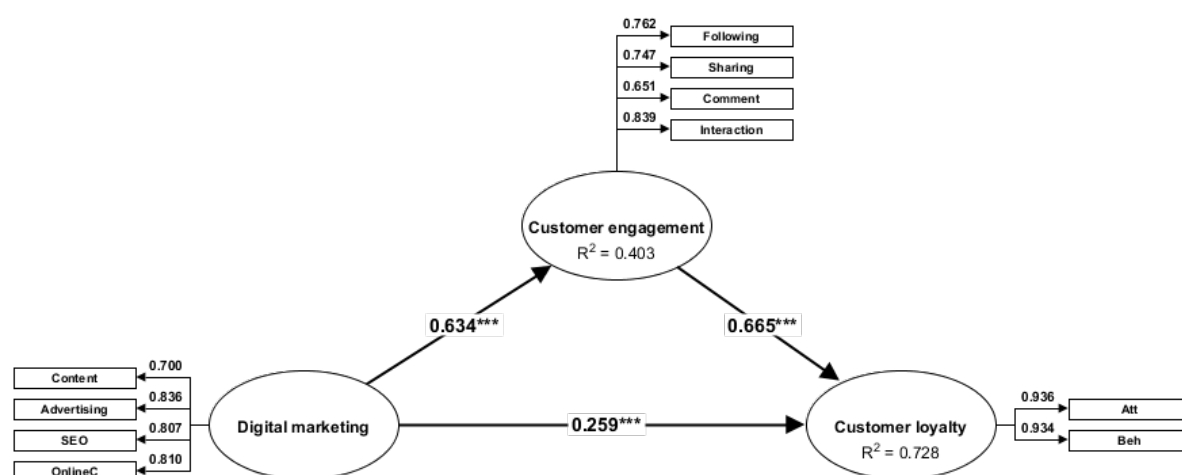 0.762
Following
0.747
Sharing
0.651
Comment
0.839
Interaction
Customer engagement
R² = 0.403
0.634***
0.665***
0.700
Content
0.836
Advertising
0.807
SEO
0.810
OnlineC
Digital marketing
0.259***
Customer loyalty
R² = 0.728
0.936
Att
0.934
Beh